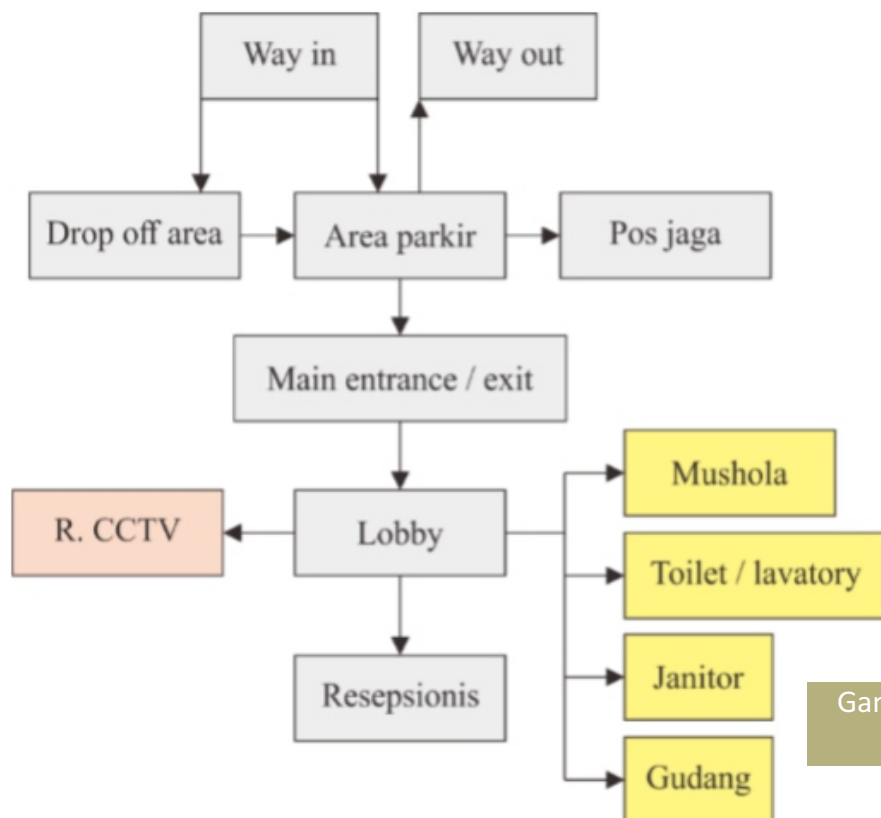 Way in
Way out
Drop off area
Area parkir
Pos jaga
Main entrance / exit
Mushola
R. CCTV
Lobby
Toilet / lavatory
Janitor
Resepsionis
Gudang